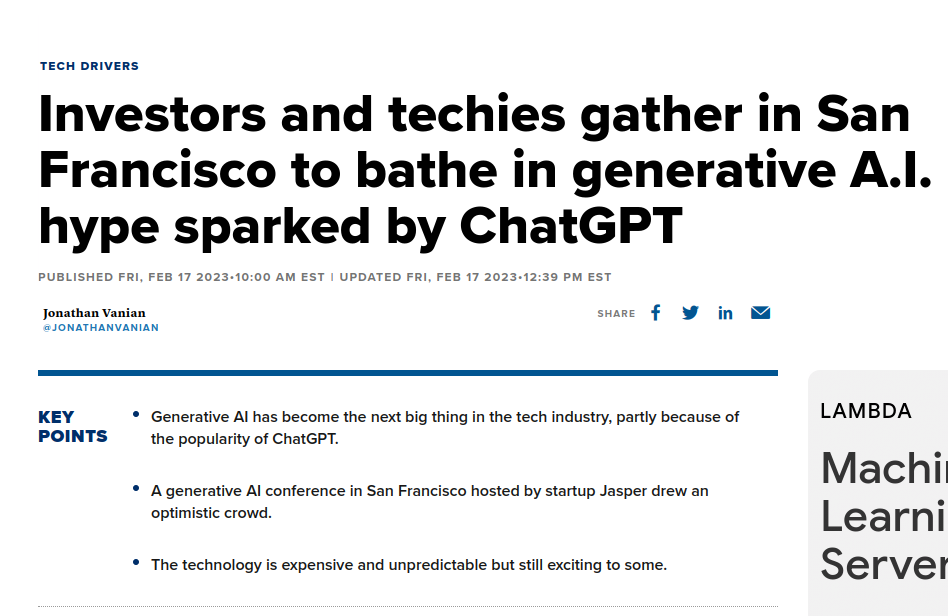 TECH DRIVERS
Investors and techies gather in San
Francisco to bathe in generative A.I.
hype sparked by ChatGPT
PUBLISHED FRI, FEB 17 2023•10:00 AM EST | UPDATED FRI, FEB 17 2023•12:39 PM EST
Jonathan Vanian
@JONATHANVANIAN
SHARE
KEY
POINTS
• Generative AI has become the next big thing in the tech industry, partly because of
the popularity of ChatGPT.
• A generative AI conference in San Francisco hosted by startup Jasper drew an
optimistic crowd.
• The technology is expensive and unpredictable but still exciting to some.
LAMBDA
Machin
Learni
Server